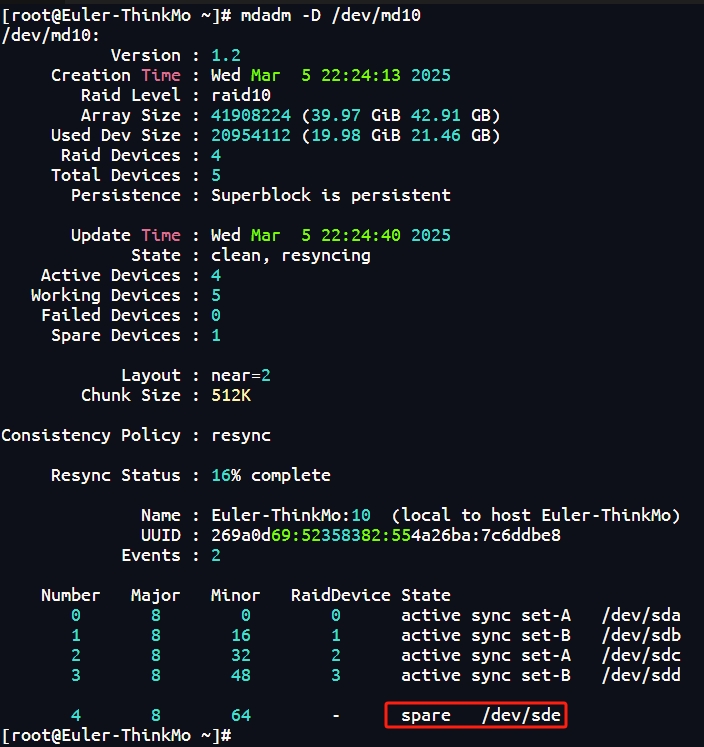 [root@Euler-ThinkMo ~]# mdadm -D /dev/md10
/dev/md10:
Version : 1.2
Creation Time : Wed Mar  5 22:24:13 2025
Raid Level : raid10
Array Size : 41908224 (39.97 GiB 42.91 GB)
Used Dev Size : 20954112 (19.98 GiB 21.46 GB)
Raid Devices : 4
Total Devices : 5
Persistence : Superblock is persistent
Update Time : Wed Mar  5 22:24:40 2025
State : clean, resyncing
Active Devices : 4
Working Devices : 5
Failed Devices : 0
Spare Devices : 1
Layout : near=2
Chunk Size : 512K
Consistency Policy : resync
Resync Status : 16% complete
Name : Euler-ThinkMo:10  (local to host Euler-ThinkMo)
UUID : 269a0d69:52358382:554a26ba:7c6ddbe8
Events : 2
Number   Major   Minor   RaidDevice State
0       8        0        0      active sync set-A   /dev/sda
1       8       16        1      active sync set-B   /dev/sdb
2       8       32        2      active sync set-A   /dev/sdc
3       8       48        3      active sync set-B   /dev/sdd
4       8       64        -      spare   /dev/sde
[root@Euler-ThinkMo ~]#